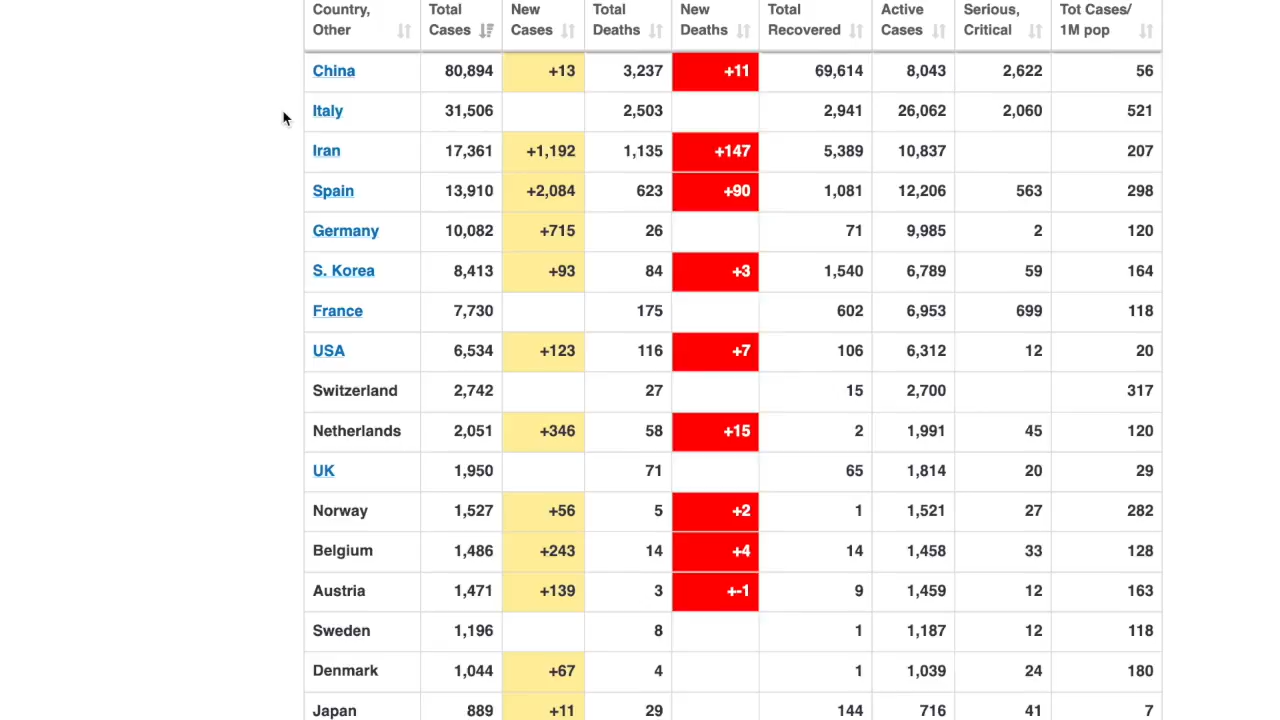 Country, Other Total Cases New Cases Total Deaths New Deaths Total Recovered Active Cases Serious, Critical Tot Cases/ 1M pop
China 80,894 +13 3,237 +11 69,614 8,043 2,622 56
Italy 31,506 2,503 2,941 26,062 2,060 521
Iran 17,361 +1,192 1,135 +147 5,389 10,837 207
Spain 13,910 +2,084 623 +90 1,081 12,206 563 298
Germany 10,082 +715 26 71 9,985 2 120
S. Korea 8,413 +93 84 +3 1,540 6,789 59 164
France 7,730 175 602 6,953 699 118
USA 6,534 +123 116 +7 106 6,312 12 20
Switzerland 2,742 27 15 2,700 317
Netherlands 2,051 +346 58 +15 2 1,991 45 120
UK 1,950 71 65 1,814 20 29
Norway 1,527 +56 5 +2 1 1,521 27 282
Belgium 1,486 +243 14 +4 14 1,458 33 128
Austria 1,471 +139 3 +-1 9 1,459 12 163
Sweden 1,196 8 1 1,187 12 118
Denmark 1,044 +67 4 1 1,039 24 180
Japan 889 +11 29 144 716 41 7